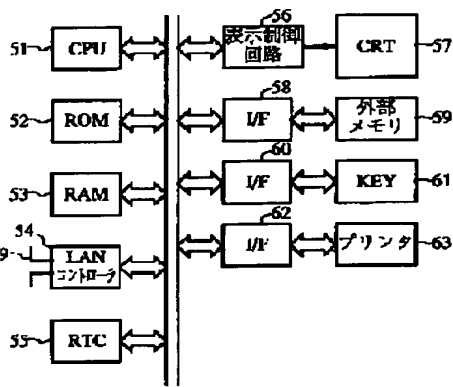 51
CPU
52
ROM
53
RAM
54
9
LAN
コントローラ
55
RTC
56
表示制御
回路
CRT
57
58
I/F
外部
メモリ
59
60
I/F
KEY
61
62
I/F
プリンタ
63